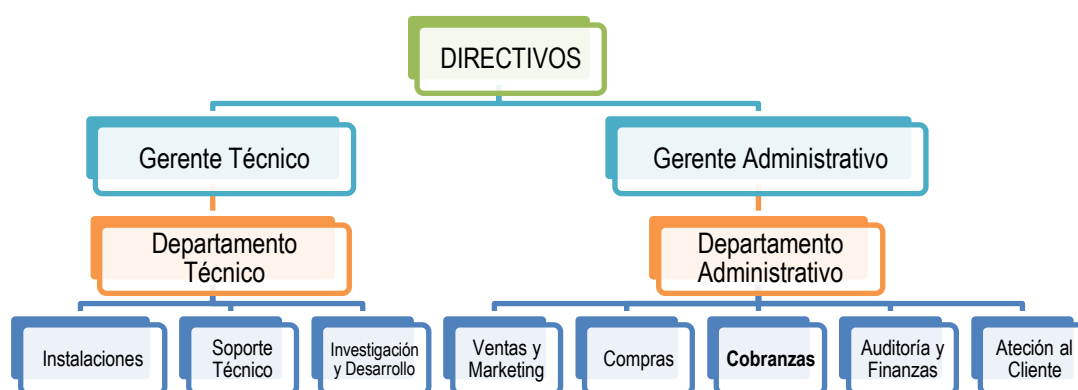 DIRECTIVOS
Gerente Técnico
Gerente Administrativo
Departamento
Técnico
Departamento
Administrativo
Instalaciones
Soporte
Técnico
Investigación
y Desarrollo
Ventas y
Marketing
Compras
Cobranzas
Auditoría y
Finanzas
Ateción al
Cliente